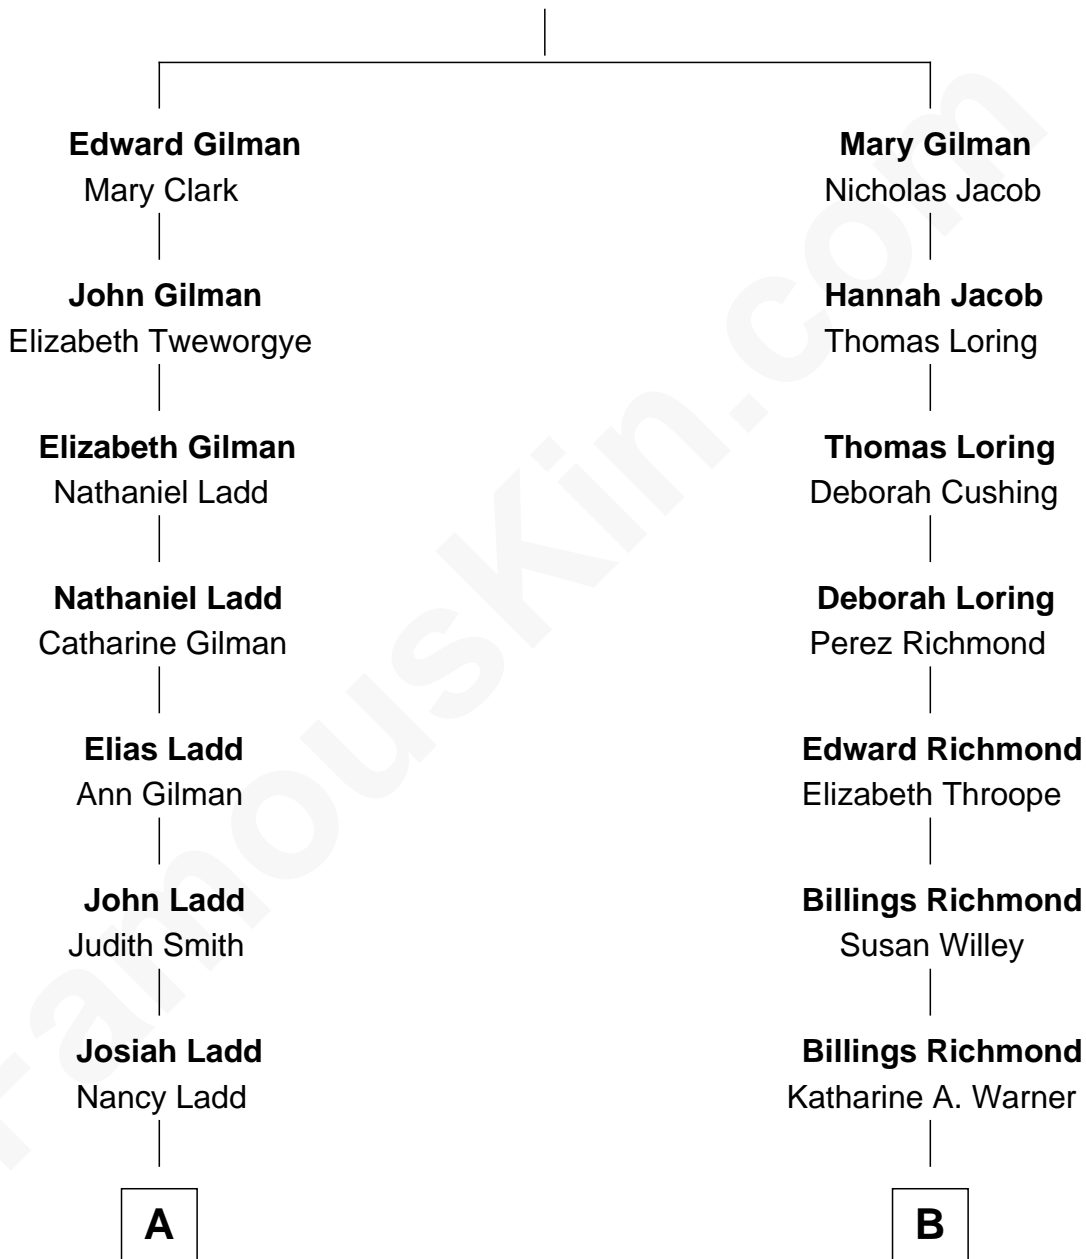 Edward Gilman
Mary Clark
John Gilman
Elizabeth Tweworgye
Elizabeth Gilman
Nathaniel Ladd
Nathaniel Ladd
Catharine Gilman
Elias Ladd
Ann Gilman
John Ladd
Judith Smith
Josiah Ladd
Nancy Ladd
A
Mary Gilman
Nicholas Jacob
Hannah Jacob
Thomas Loring
Thomas Loring
Deborah Cushing
Deborah Loring
Perez Richmond
Edward Richmond
Elizabeth Throope
Billings Richmond
Susan Willey
Billings Richmond
Katharine A. Warner
B
FamousKin.com